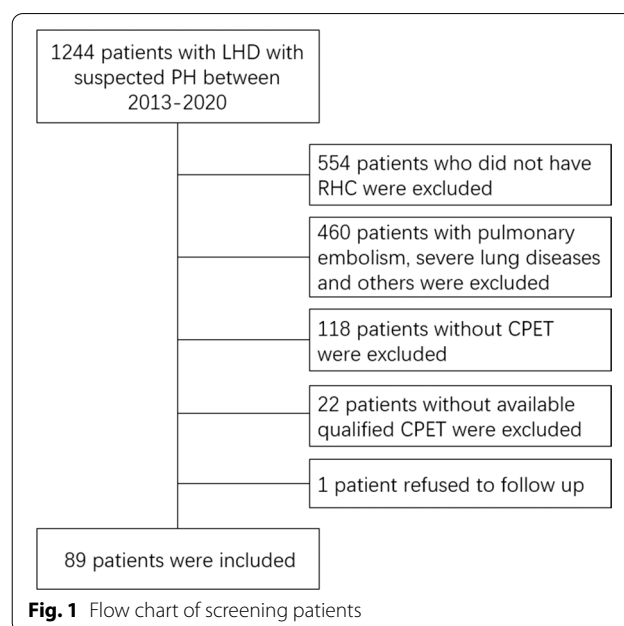 1244 patients with LHD with
suspected PH between
2013-2020
554 patients who did not have
RHC were excluded
460 patients with pulmonary
embolism, severe lung diseases
and others were excluded
118 patients without CPET
were excluded
22 patients without available
qualified CPET were excluded
1 patient refused to follow up
89 patients were included
Fig. 1 Flow chart of screening patients